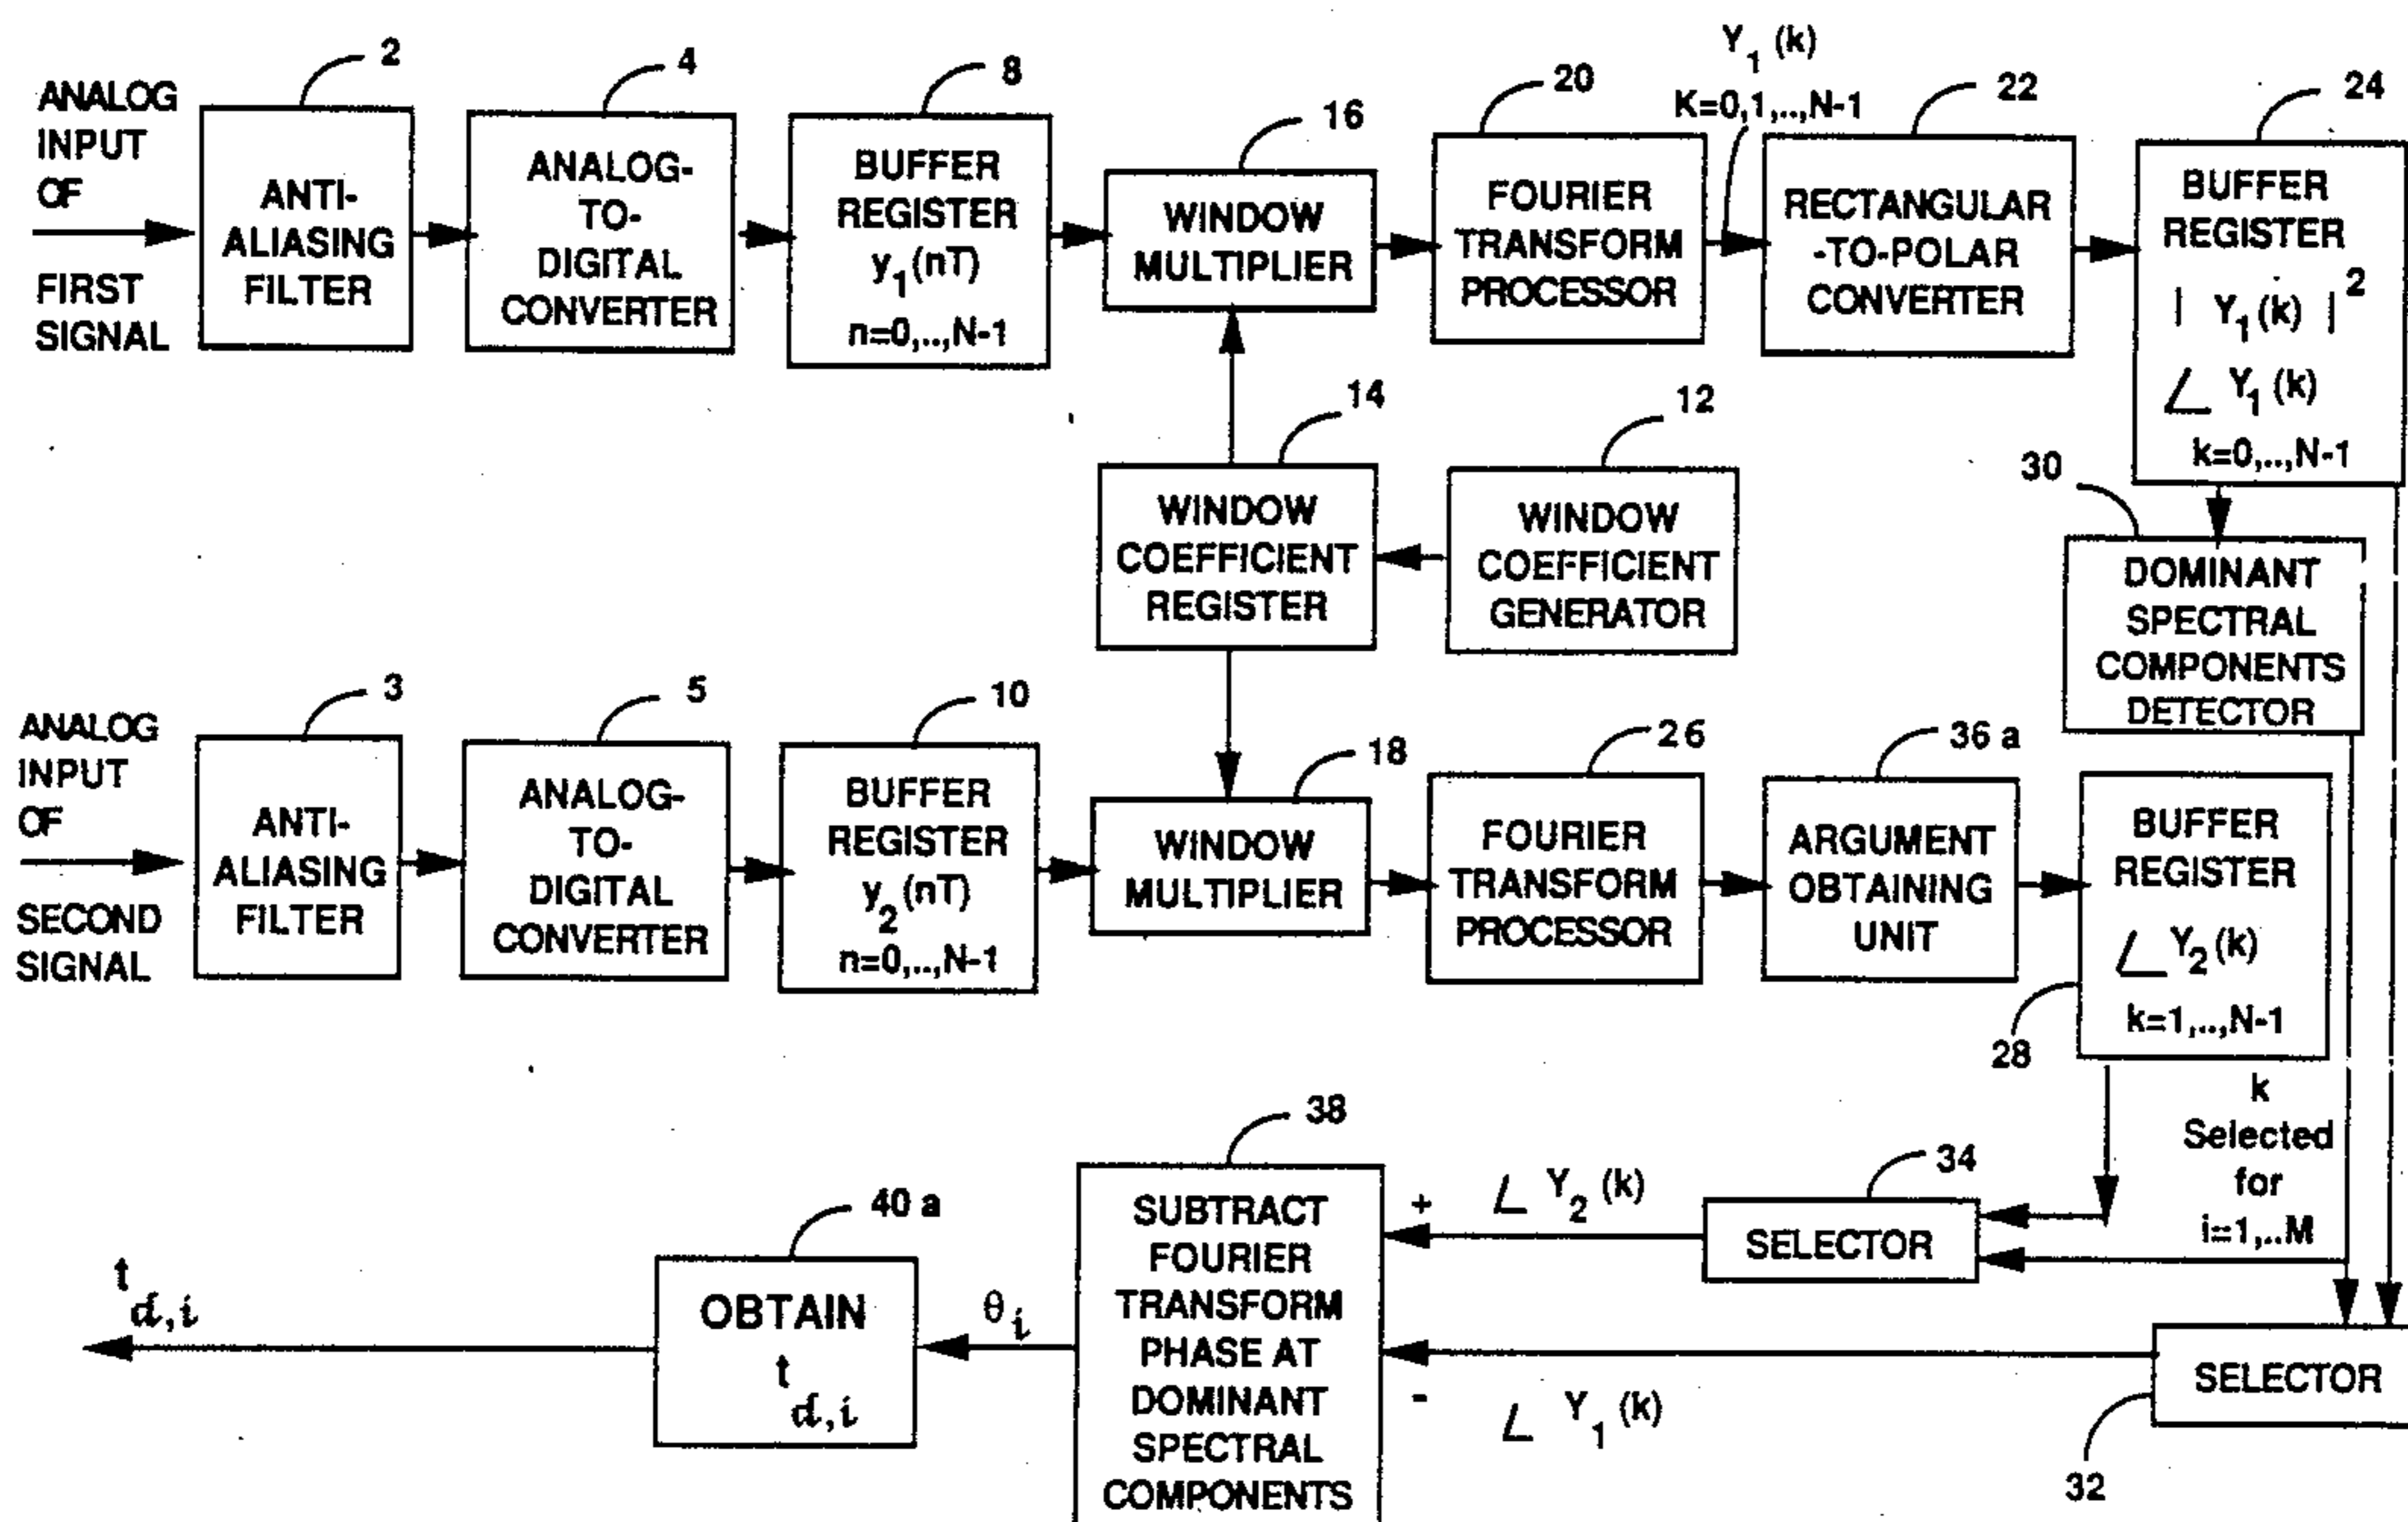 2
4
8
16
20
Y₁ (k)
K=0,1,..,N-1
22
24
ANALOG
INPUT
OF
FIRST
SIGNAL
ANTI-
ALIASING
FILTER
ANALOG-
TO-
DIGITAL
CONVERTER
BUFFER
REGISTER
y₁(nT)
n=0,..,N-1
WINDOW
MULTIPLIER
FOURIER
TRANSFORM
PROCESSOR
RECTANGULAR
-TO-POLAR
CONVERTER
BUFFER
REGISTER
| Y₁(k) |²
∠ Y₁ (k)
k=0,..,N-1
14
12
30
WINDOW
COEFFICIENT
REGISTER
WINDOW
COEFFICIENT
GENERATOR
DOMINANT
SPECTRAL
COMPONENTS
DETECTOR
3
5
10
18
26
36 a
ANALOG
INPUT
OF
SECOND
SIGNAL
ANTI-
ALIASING
FILTER
ANALOG-
TO-
DIGITAL
CONVERTER
BUFFER
REGISTER
y₂(nT)
n=0,..,N-1
WINDOW
MULTIPLIER
FOURIER
TRANSFORM
PROCESSOR
ARGUMENT
OBTAINING
UNIT
BUFFER
REGISTER
∠ Y₂ (k)
k=1,..,N-1
28
k
Selected
for
i=1,..M
38
34
40 a
t d,i
OBTAIN
t d,i
θ i
SUBTRACT
FOURIER
TRANSFORM
PHASE AT
DOMINANT
SPECTRAL
COMPONENTS
+
∠ Y₂ (k)
SELECTOR
-
∠ Y₁ (k)
SELECTOR
32